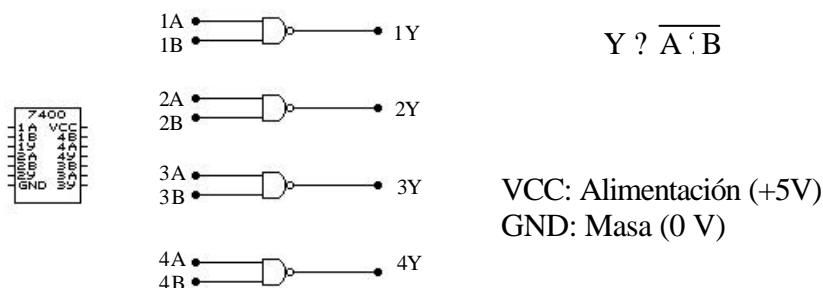 1A
1B
1Y
2A
2B
2Y
3A
3B
3Y
4A
4B
4Y
7400
1A VCC
1B 4B
1Y 4A
2A 4Y
2B 3B
2Y 3A
GND 3Y
Y ? A ⋅ B
VCC: Alimentación (+5V)
GND: Masa (0 V)